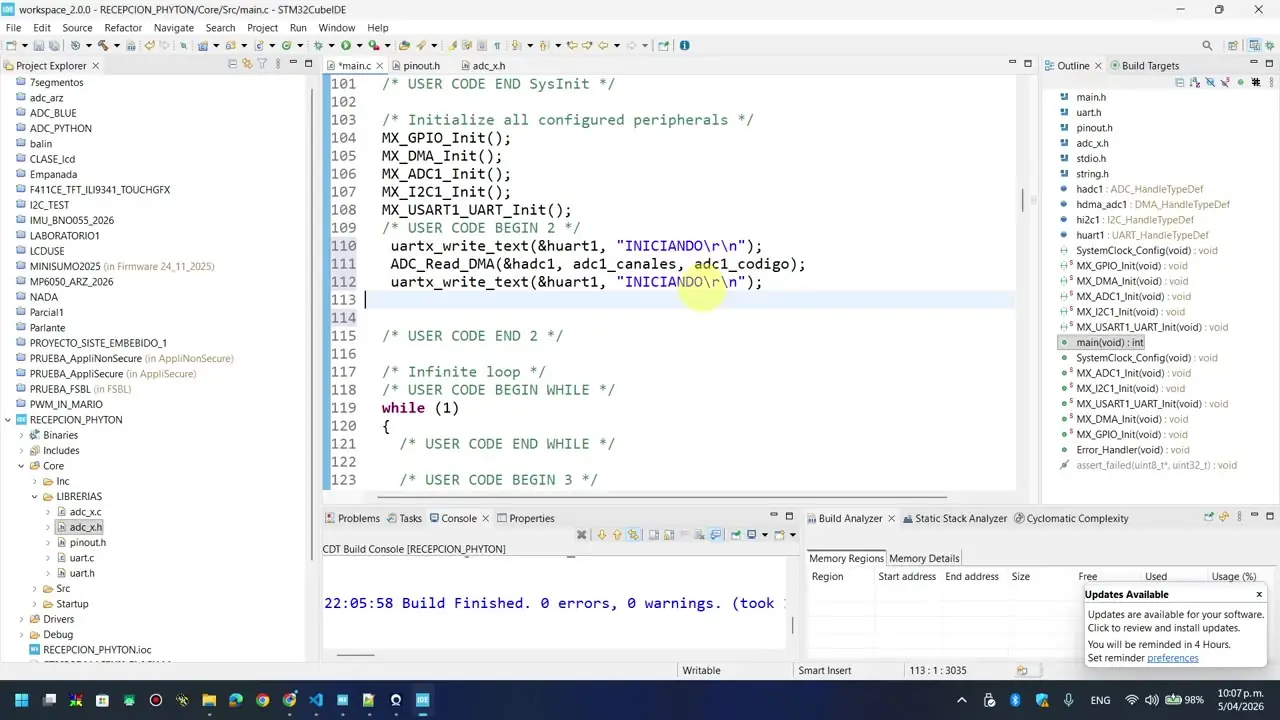 workspace_2.0.0 - RECEPCION_PHYTON/Core/Src/main.c - STM32CubeIDE
File Edit Source Refactor Navigate Search Project Run Window Help
Project Explorer
7segmentos
adc_arz
ADC_BLUE
ADC_PYTHON
balin
CLASE_lcd
Empanada
F411CE_TFT_ILI9341_TOUCHGFX
I2C_TEST
IMU_BNO055_2026
LABORATORIO1
LCDUSE
MINISUMO2025 (in Firmware 24_11_2025)
MP6050_ARZ_2026
NADA
Parcial1
Parlante
PROYECTO_SISTE_EMBEBIDO_1
PRUEBA_AppliNonSecure (in AppliNonSecure)
PRUEBA_AppliSecure (in AppliSecure)
PRUEBA_FSBL (in FSBL)
PWM_IN_MARIO
RECEPCION_PHYTON
Binaries
Includes
Core
Inc
LIBRERIAS
adc_x.c
adc_x.h
pinout.h
uart.c
uart.h
Src
Startup
Drivers
Debug
RECEPCION_PHYTON.ioc
*main.c pinout.h adc_x.h
101 /* USER CODE END SysInit */
102
103 /* Initialize all configured peripherals */
104 MX_GPIO_Init();
105 MX_DMA_Init();
106 MX_ADC1_Init();
107 MX_I2C1_Init();
108 MX_USART1_UART_Init();
109 /* USER CODE BEGIN 2 */
110 uartx_write_text(&huart1, "INICIANDO\r\n");
111 ADC_Read_DMA(&hadc1, adc1_canales, adc1_codigo);
112 uartx_write_text(&huart1, "INICIANDO\r\n");
113
114
115 /* USER CODE END 2 */
116
117 /* Infinite loop */
118 /* USER CODE BEGIN WHILE */
119 while (1)
120 {
121 /* USER CODE END WHILE */
122
123 /* USER CODE BEGIN 3 */
Outline Build Targets
main.h
uart.h
pinout.h
adc_x.h
stdio.h
string.h
hadc1 : ADC_HandleTypeDef
hdma_adc1 : DMA_HandleTypeDef
hi2c1 : I2C_HandleTypeDef
huart1 : UART_HandleTypeDef
SystemClock_Config(void) : void
MX_GPIO_Init(void) : void
MX_DMA_Init(void) : void
MX_ADC1_Init(void) : void
MX_I2C1_Init(void) : void
MX_USART1_UART_Init(void) : void
main(void) : int
SystemClock_Config(void) : void
MX_ADC1_Init(void) : void
MX_I2C1_Init(void) : void
MX_USART1_UART_Init(void) : void
MX_DMA_Init(void) : void
MX_GPIO_Init(void) : void
Error_Handler(void) : void
assert_failed(uint8_t*, uint32_t) : void
Problems Tasks Console Properties
CDT Build Console [RECEPCION_PHYTON]
22:05:58 Build Finished. 0 errors, 0 warnings. (took
Build Analyzer Static Stack Analyzer Cyclomatic Complexity
Memory Regions Memory Details
Region Start address End address Size Free Used Usage (%)
Updates Available x
Updates are available for your software.
Click to review and install updates.
You will be reminded in 4 Hours.
Set reminder preferences
Writable Smart Insert 113 : 1 : 3035
ENG 98% 10:07 p.m.
5/04/2026